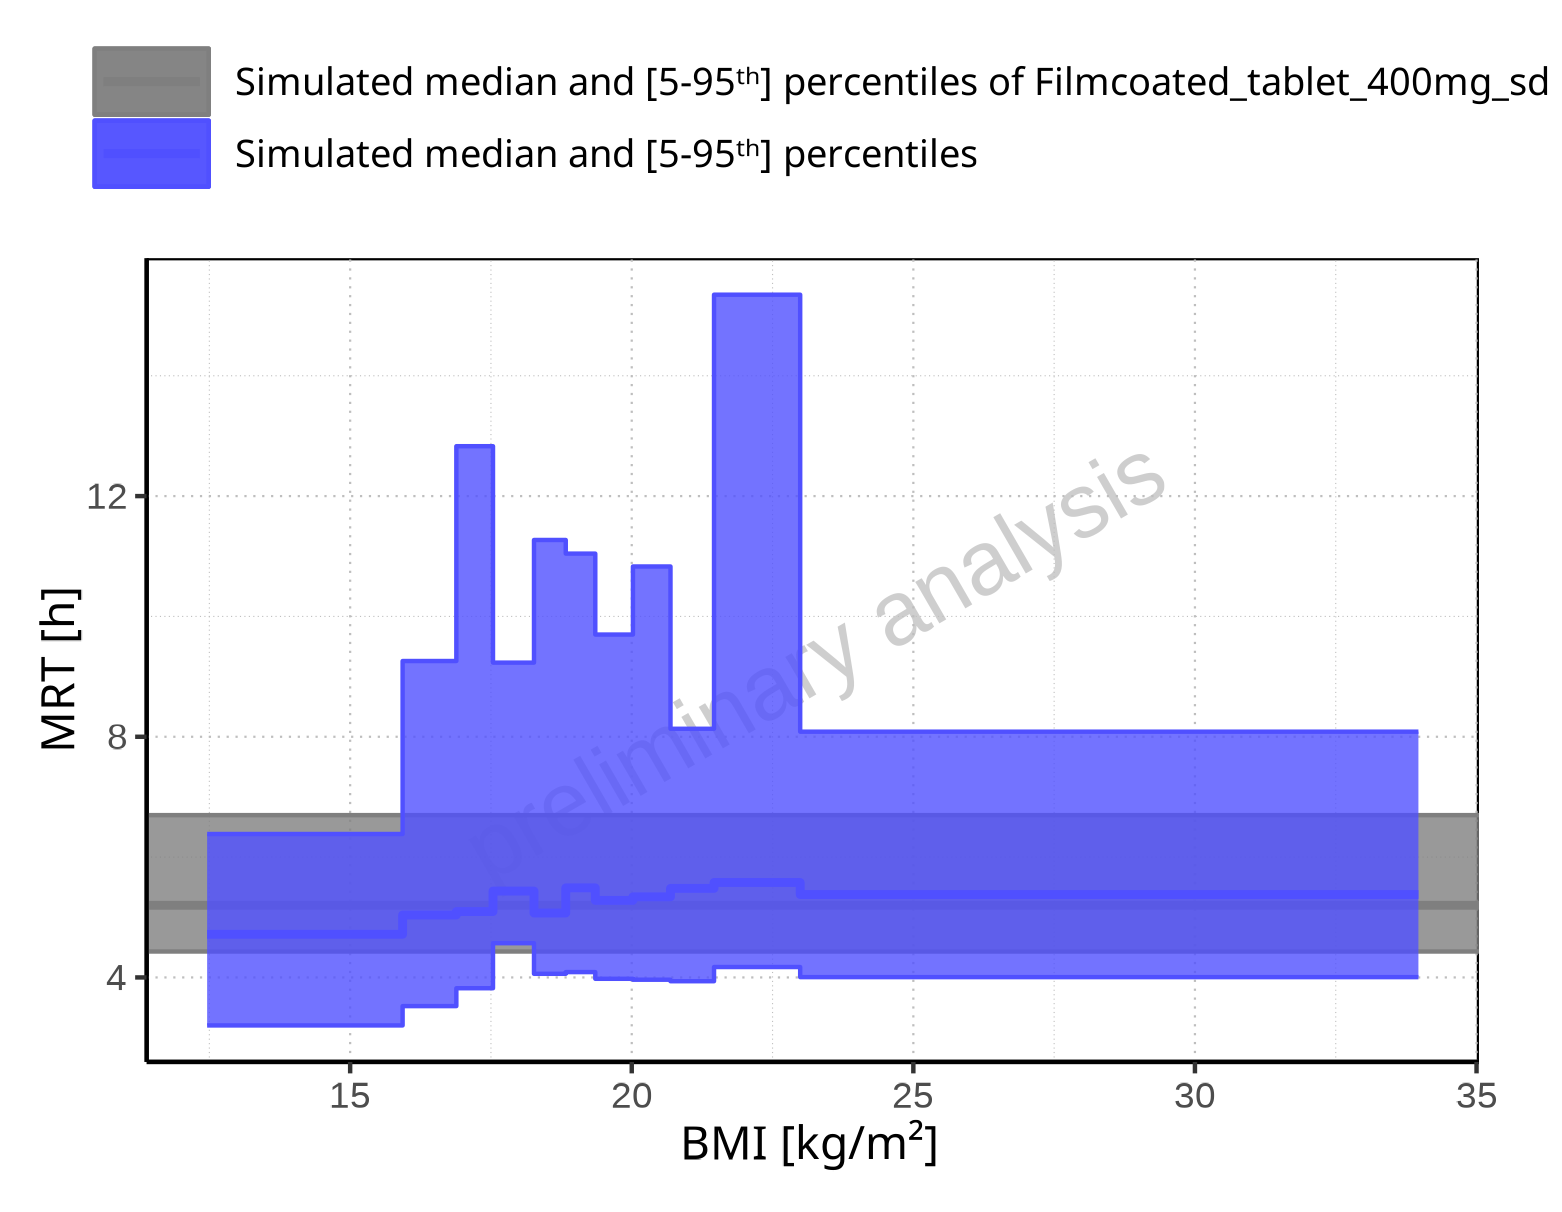 Simulated median and [5-95ᵗʰ] percentiles of Filmcoated_tablet_400mg_sd
Simulated median and [5-95ᵗʰ] percentiles
12
8
4
MRT [h]
preliminary analysis
15 20 25 30 35
BMI [kg/m²]